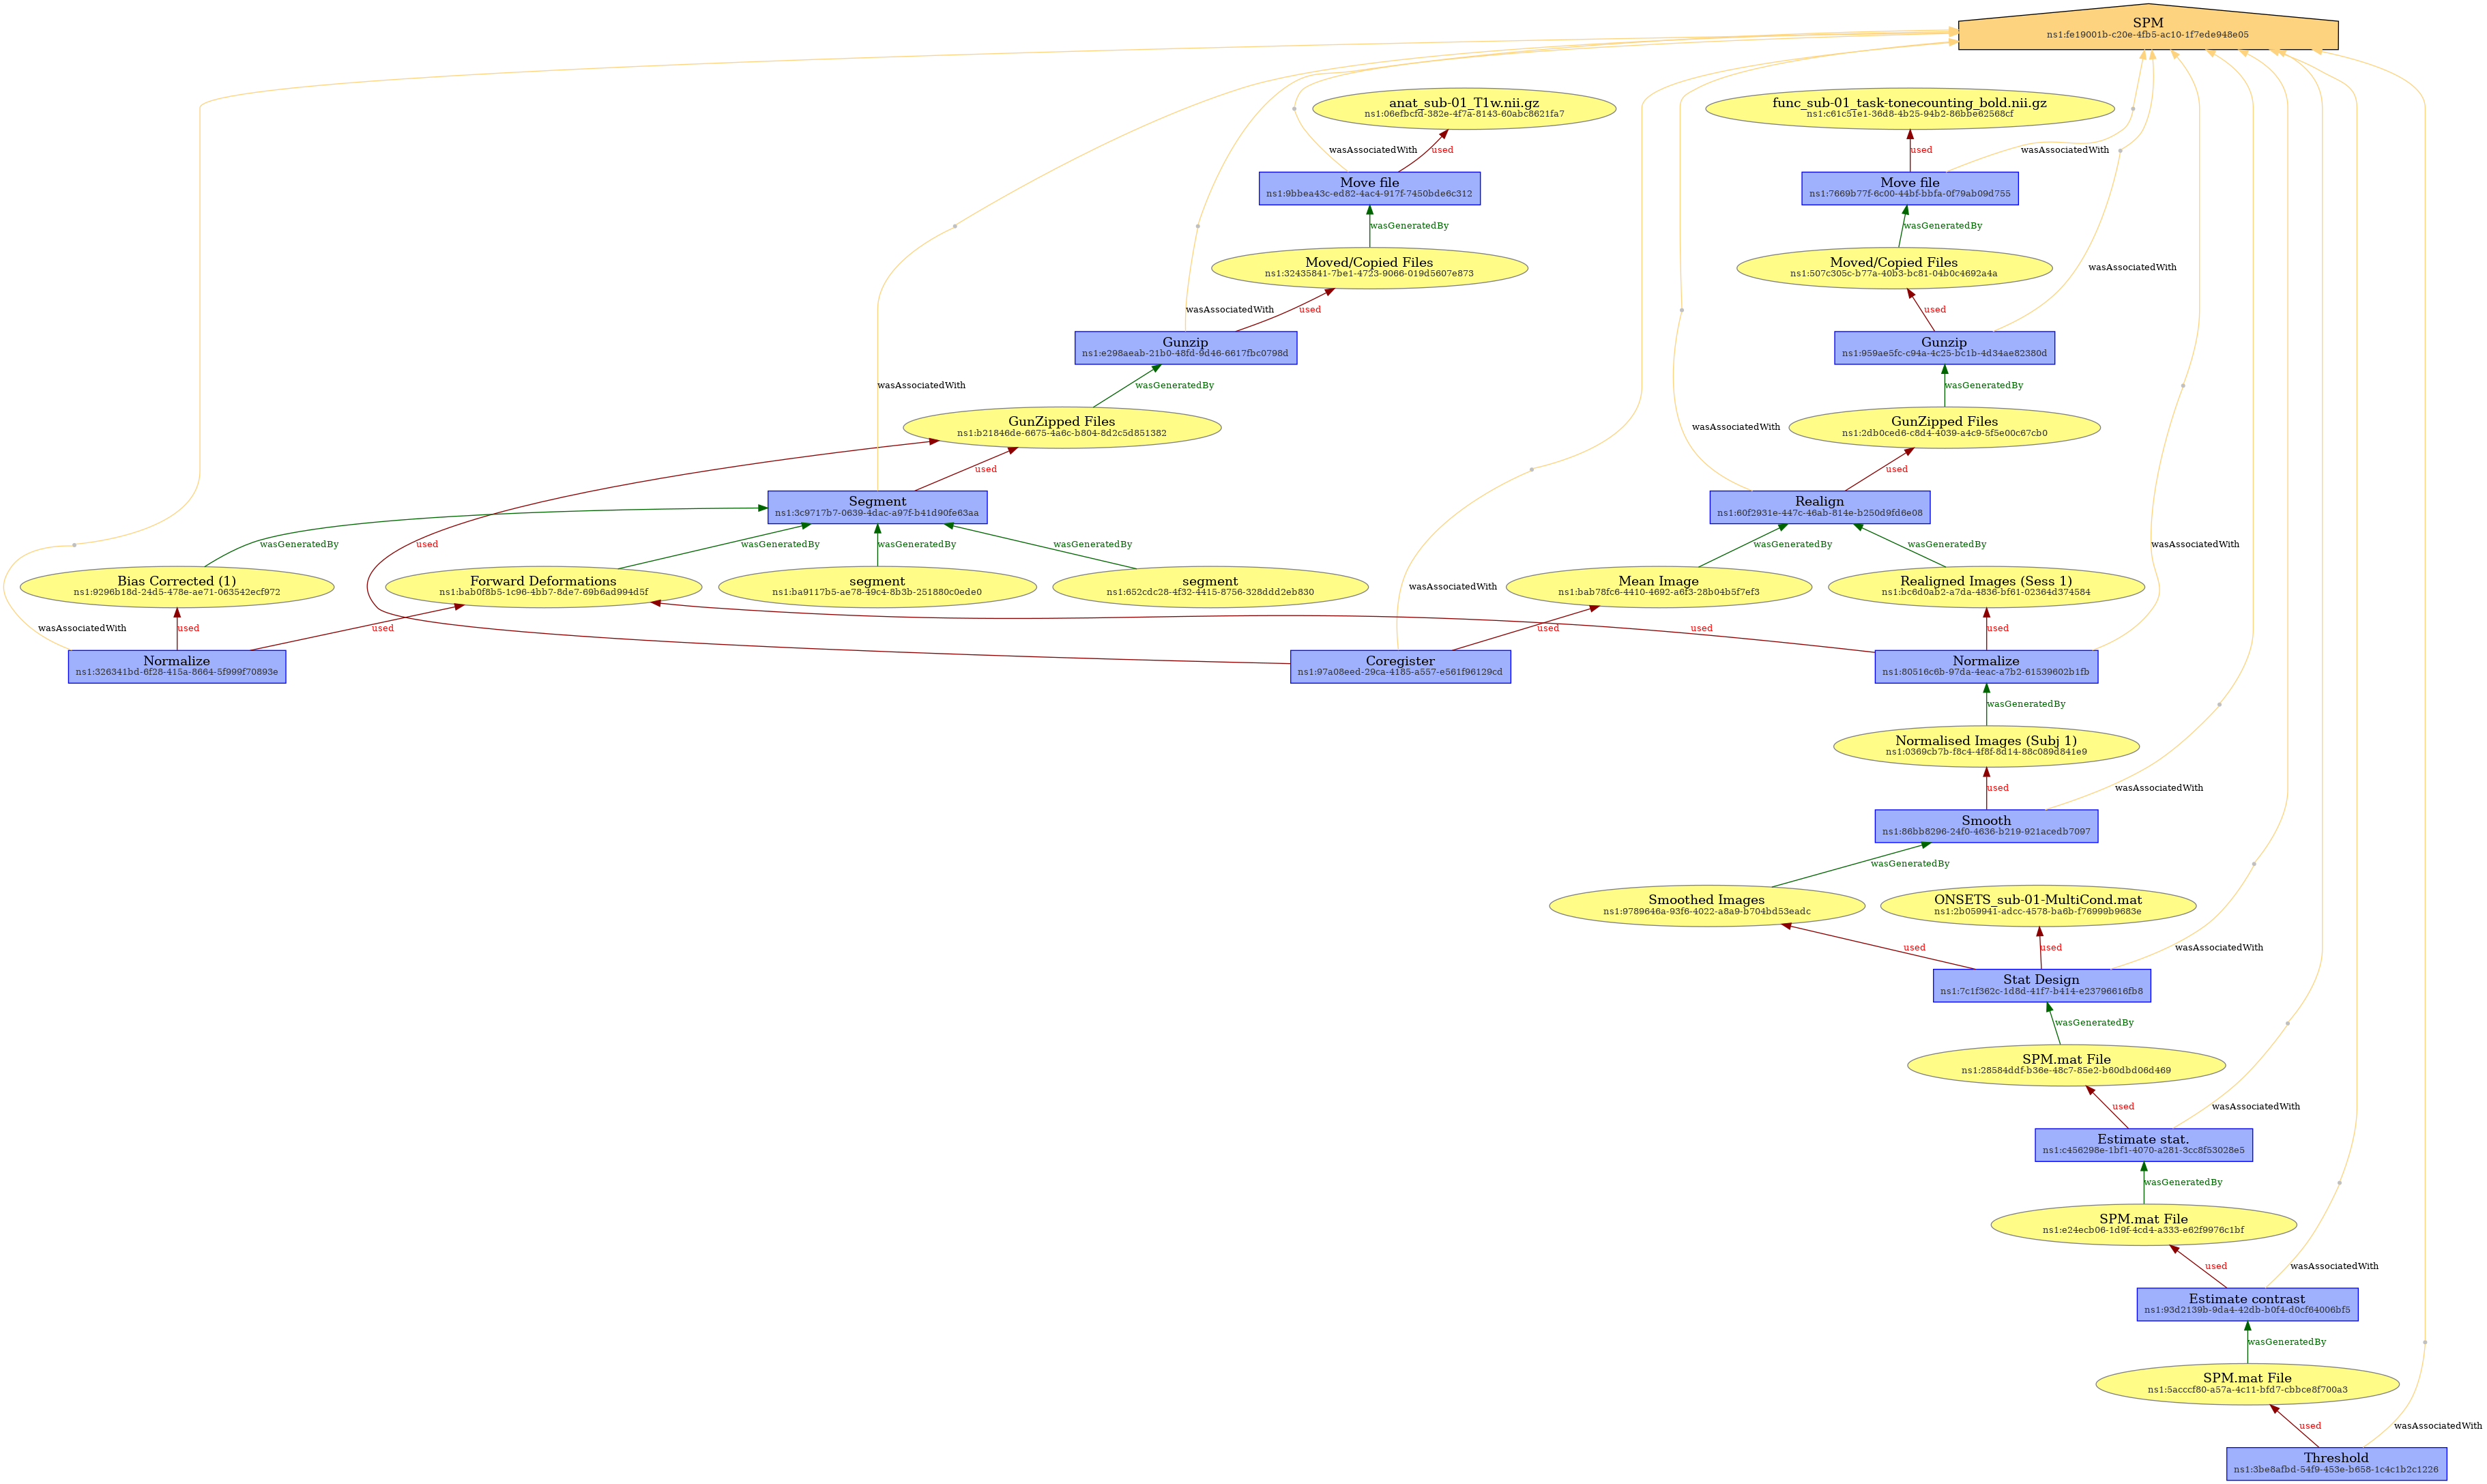 SPM
ns1:fe19001b-c20e-4fb5-ac10-1f7ede948e05
anat_sub-01_T1w.nii.gz
ns1:06efbcfd-382e-4f7a-8143-60abc8621fa7
func_sub-01_task-tonecounting_bold.nii.gz
ns1:c61c51e1-36d8-4b25-94b2-86bbe62568cf
wasAssociatedWith
used
used
wasAssociatedWith
Move file
ns1:9bbea43c-ed82-4ac4-917f-7450bde6c312
Move file
ns1:7669b77f-6c00-44bf-bbfa-0f79ab09d755
wasGeneratedBy
wasGeneratedBy
Moved/Copied Files
ns1:32435841-7be1-4723-9066-019d5607e873
Moved/Copied Files
ns1:507c305c-b77a-40b3-bc81-04b0c4692a4a
wasAssociatedWith
wasAssociatedWith
used
used
Gunzip
ns1:e298aeab-21b0-48fd-9d46-6617fbc0798d
Gunzip
ns1:959ae5fc-c94a-4c25-bc1b-4d34ae82380d
wasAssociatedWith
wasGeneratedBy
wasGeneratedBy
GunZipped Files
ns1:b21846de-6675-4a6c-b804-8d2c5d851382
wasAssociatedWith
GunZipped Files
ns1:2db0ced6-c8d4-4039-a4c9-5f5e00c67cb0
used
used
Segment
ns1:3c9717b7-0639-4dac-a97f-b41d90fe63aa
Realign
ns1:60f2931e-447c-46ab-814e-b250d9fd6e08
wasGeneratedBy
used
wasGeneratedBy
wasGeneratedBy
wasGeneratedBy
wasGeneratedBy
wasGeneratedBy
wasAssociatedWith
Bias Corrected (1)
ns1:9296b18d-24d5-478e-ae71-063542ecf972
Forward Deformations
ns1:bab0f8b5-1c96-4bb7-8de7-69b6ad994d5f
segment
ns1:ba9117b5-ae78-49c4-8b3b-251880c0ede0
segment
ns1:652cdc28-4f32-4415-8756-328ddd2eb830
wasAssociatedWith
Mean Image
ns1:bab78fc6-4410-4692-a6f3-28b04b5f7ef3
Realigned Images (Sess 1)
ns1:bc6d0ab2-a7da-4836-bf61-02364d374584
wasAssociatedWith
used
used
used
used
used
Normalize
ns1:326341bd-6f28-415a-8664-5f999f70893e
Coregister
ns1:97a08eed-29ca-4185-a557-e561f96129cd
Normalize
ns1:80516c6b-97da-4eac-a7b2-61539602b1fb
wasGeneratedBy
Normalised Images (Subj 1)
ns1:0369cb7b-f8c4-4f8f-8d14-88c089d841e9
used
wasAssociatedWith
Smooth
ns1:86bb8296-24f0-4636-b219-921acedb7097
wasGeneratedBy
Smoothed Images
ns1:9789646a-93f6-4022-a8a9-b704bd53eadc
ONSETS_sub-01-MultiCond.mat
ns1:2b059941-adcc-4578-ba6b-f76999b9683e
used
used
wasAssociatedWith
Stat Design
ns1:7c1f362c-1d8d-41f7-b414-e23796616fb8
wasGeneratedBy
SPM.mat File
ns1:28584ddf-b36e-48c7-85e2-b60dbd06d469
used
wasAssociatedWith
Estimate stat.
ns1:c456298e-1bf1-4070-a281-3cc8f53028e5
wasGeneratedBy
SPM.mat File
ns1:e24ecb06-1d9f-4cd4-a333-e62f9976c1bf
used
wasAssociatedWith
Estimate contrast
ns1:93d2139b-9da4-42db-b0f4-d0cf64006bf5
wasGeneratedBy
SPM.mat File
ns1:5acccf80-a57a-4c11-bfd7-cbbce8f700a3
used
wasAssociatedWith
Threshold
ns1:3be8afbd-54f9-453e-b658-1c4c1b2c1226